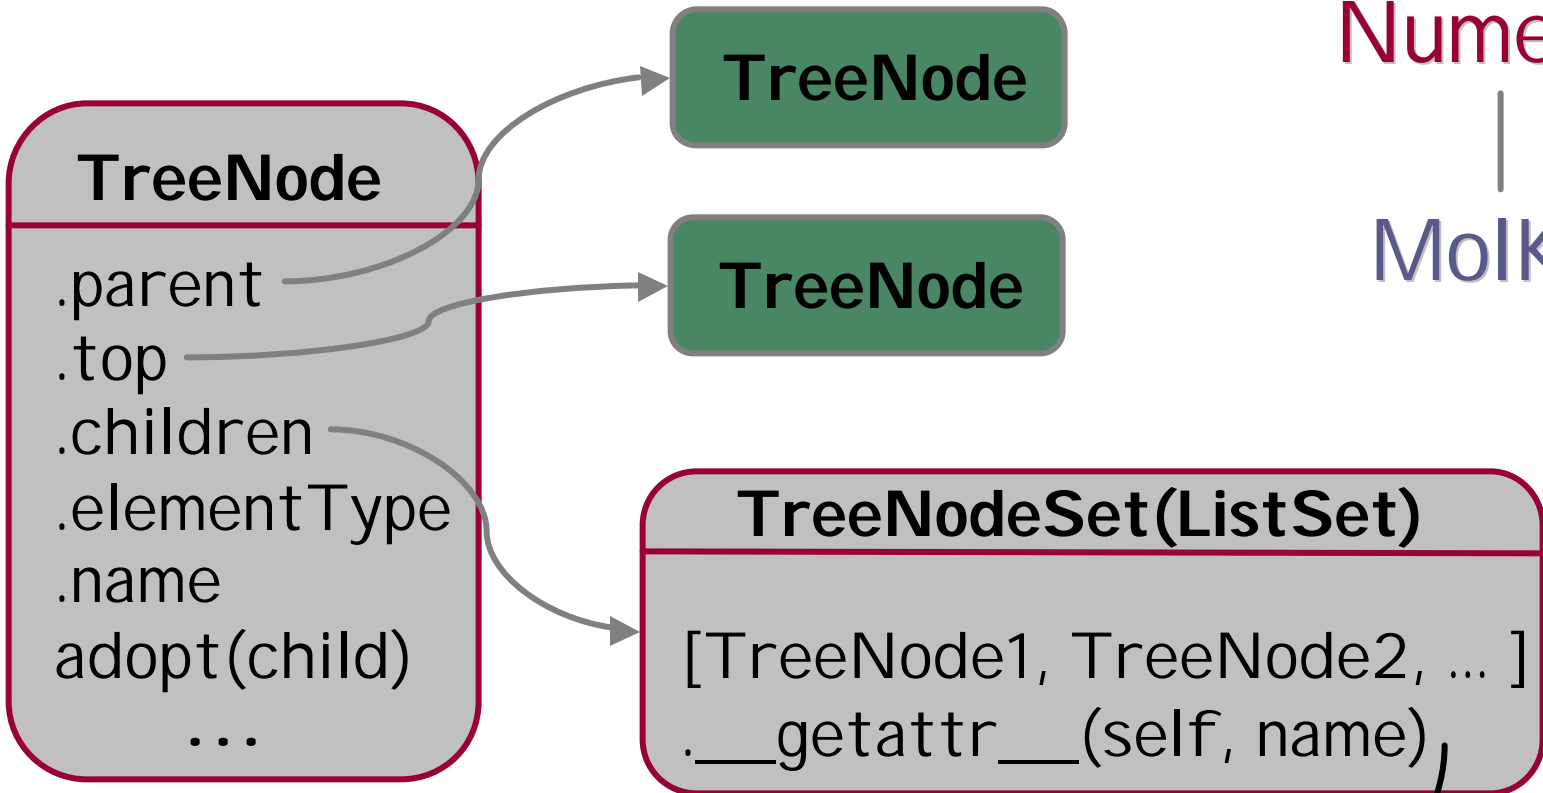 TreeNode
.parent
.top
.children
.elementType
.name
adopt(child)
...
TreeNode
TreeNode
TreeNodeSet(ListSet)
[TreeNode1, TreeNode2, ... ]
.__getattr__(self, name)